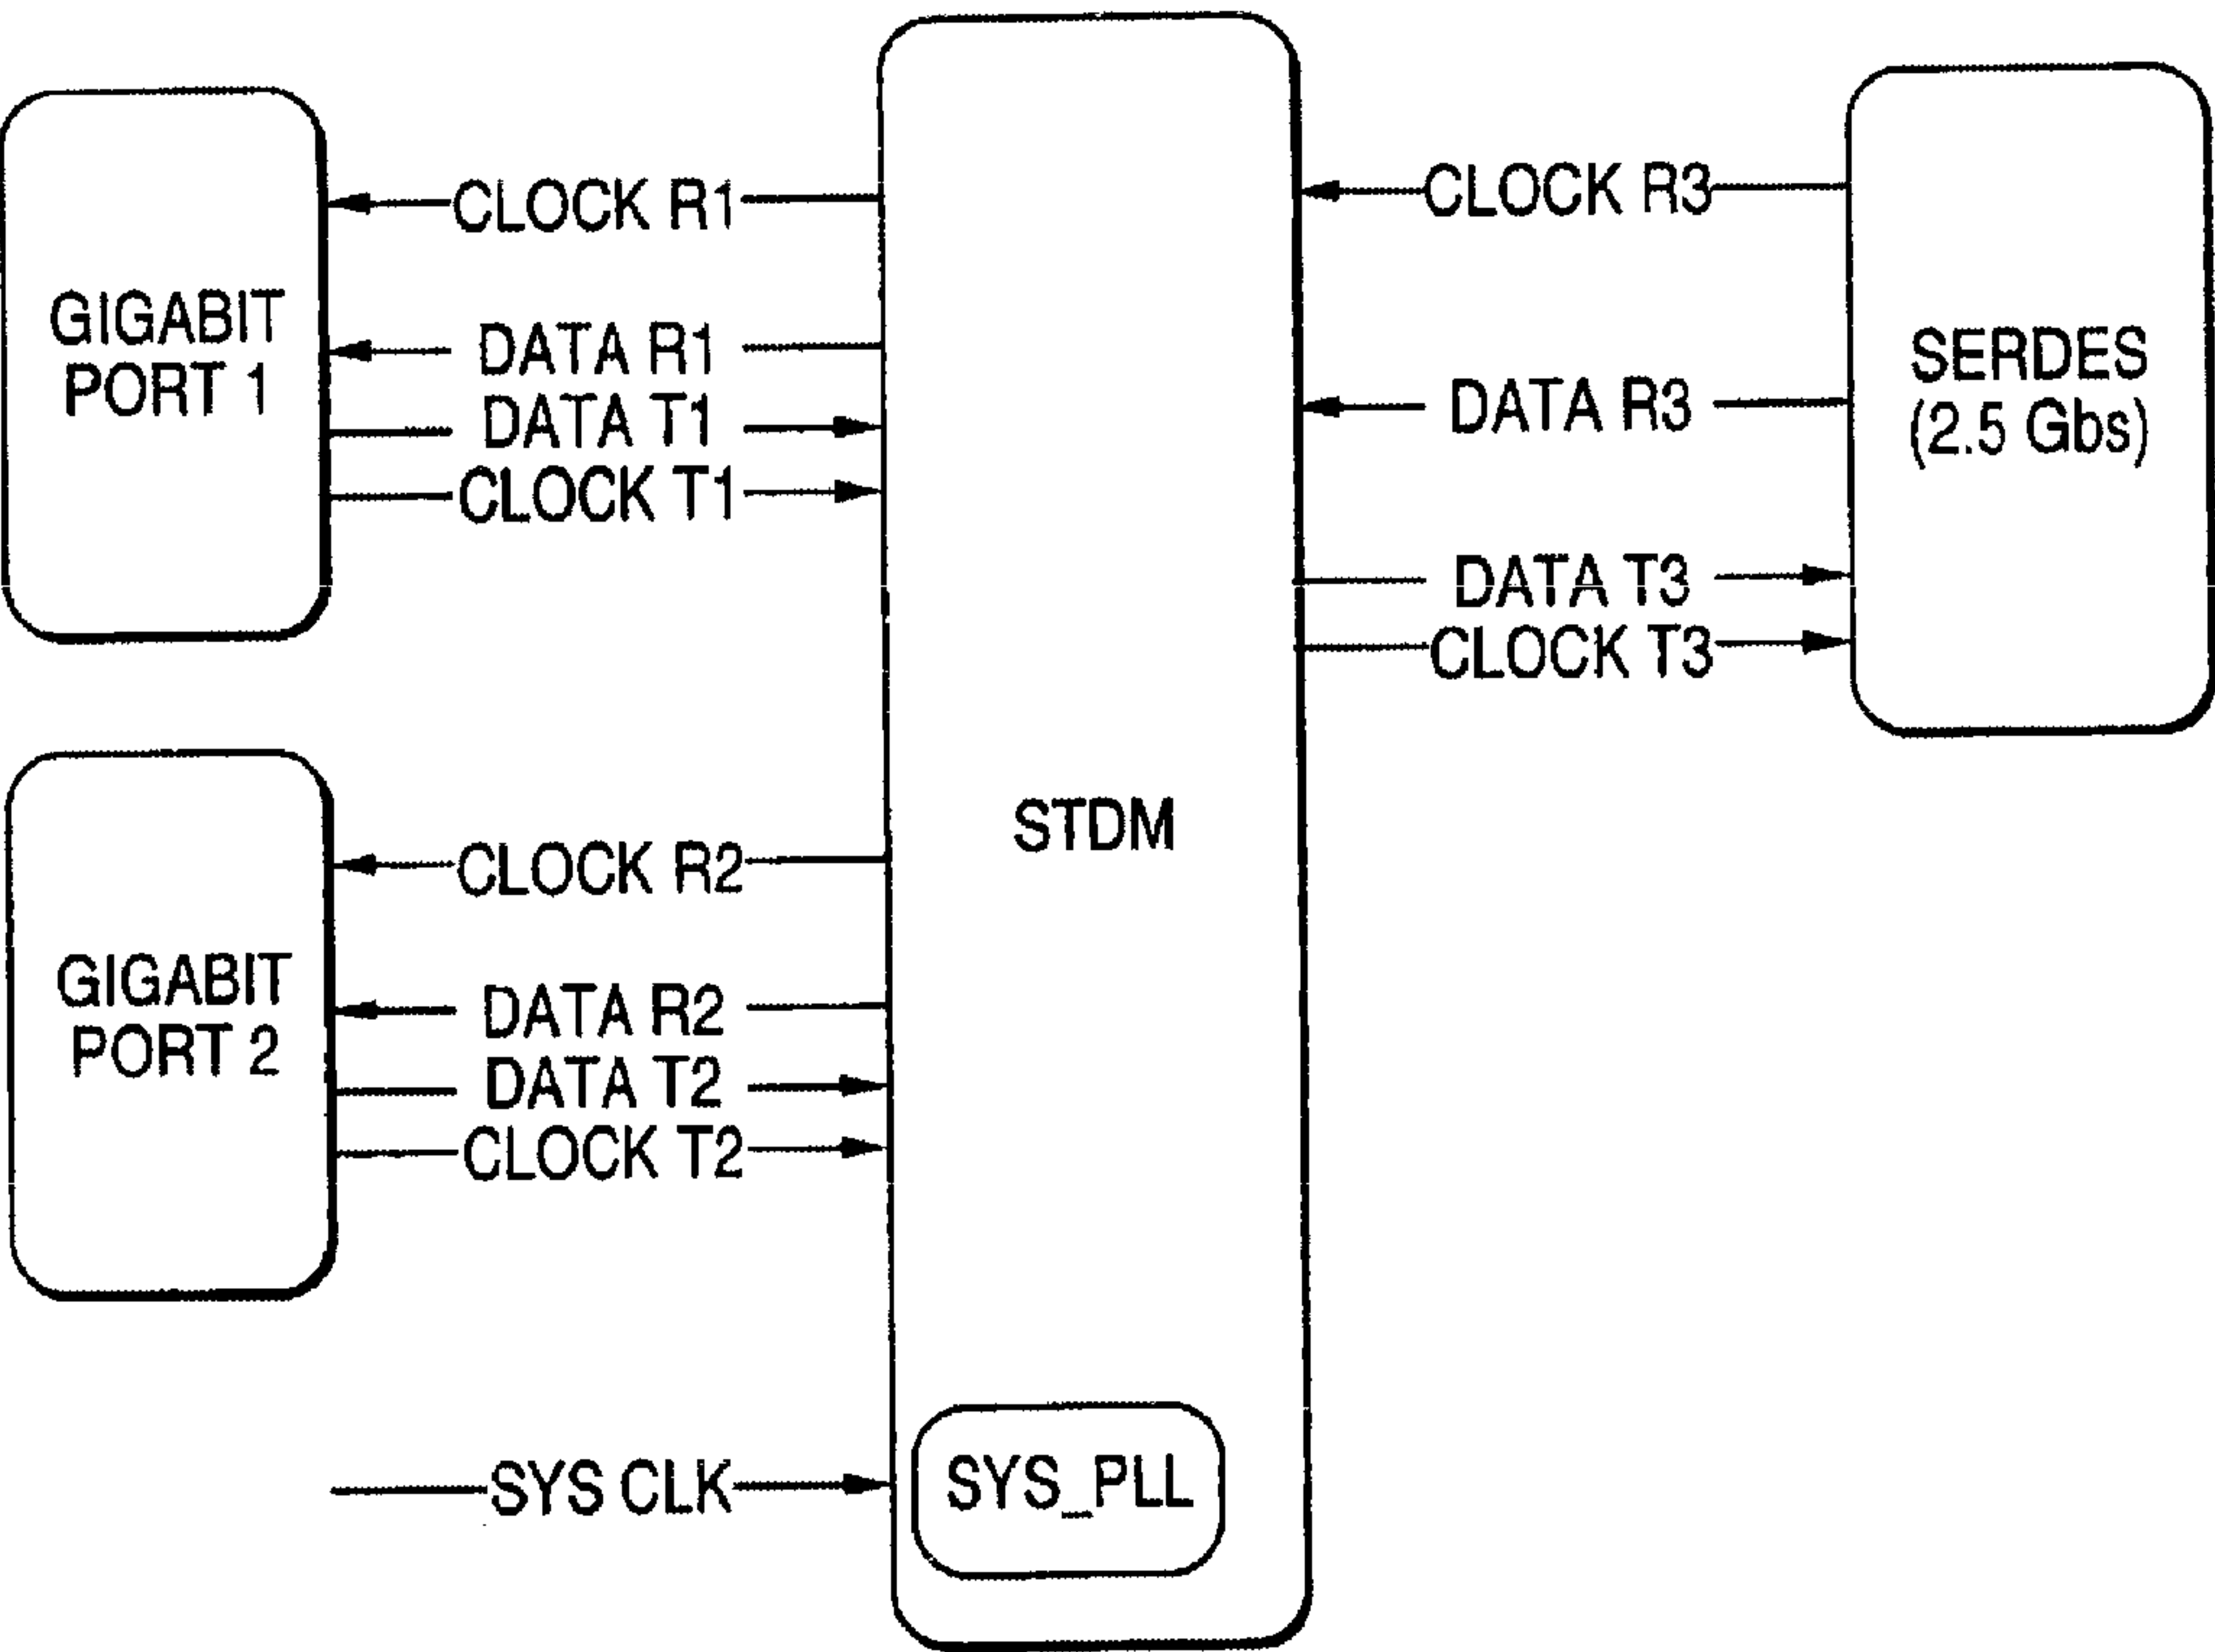 GIGABIT
PORT 1
CLOCK R1
DATA R1
DATA T1
CLOCK T1
CLOCK R3
DATA R3
DATA T3
CLOCK T3
SERDES
(2.5 Gbs)
STDM
GIGABIT
PORT 2
CLOCK R2
DATA R2
DATA T2
CLOCK T2
SYS CLK
SYS_PLL